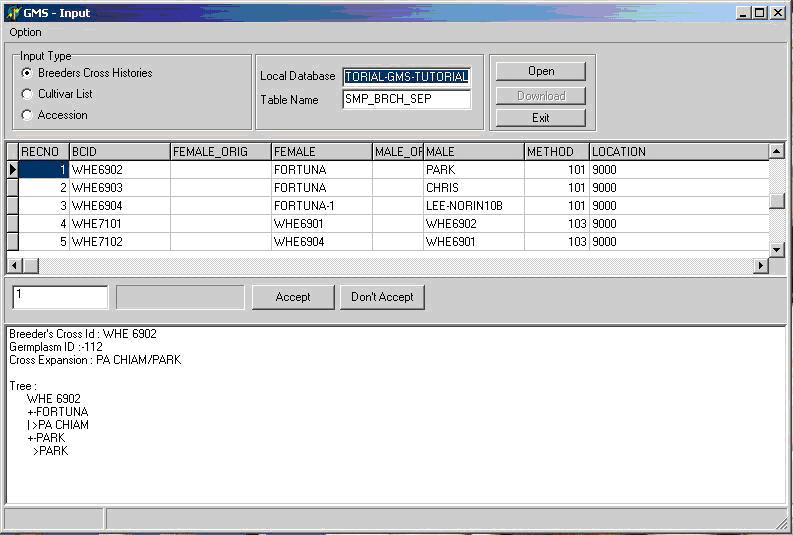 GMS - Input
Option
Input Type
Breeders Cross Histories
Cultivar List
Accession
Local Database TORIAL-GMS-TUTORIAL
Table Name SMP_BRCH_SEP
Open
Download
Exit
RECNO BCID FEMALE_ORIG FEMALE MALE_OF MALE METHOD LOCATION
1 WHE6902 FORTUNA PARK 101 9000
2 WHE6903 FORTUNA CHRIS 101 9000
3 WHE6904 FORTUNA-1 LEE-NORIN10B 101 9000
4 WHE7101 WHE6901 WHE6902 103 9000
5 WHE7102 WHE6904 WHE6901 103 9000
1 Accept Don't Accept
Breeder's Cross Id : WHE 6902
Germplasm ID :-112
Cross Expansion : PA CHIAM/PARK
Tree :
WHE 6902
+-FORTUNA
| >PA CHIAM
+-PARK
>PARK